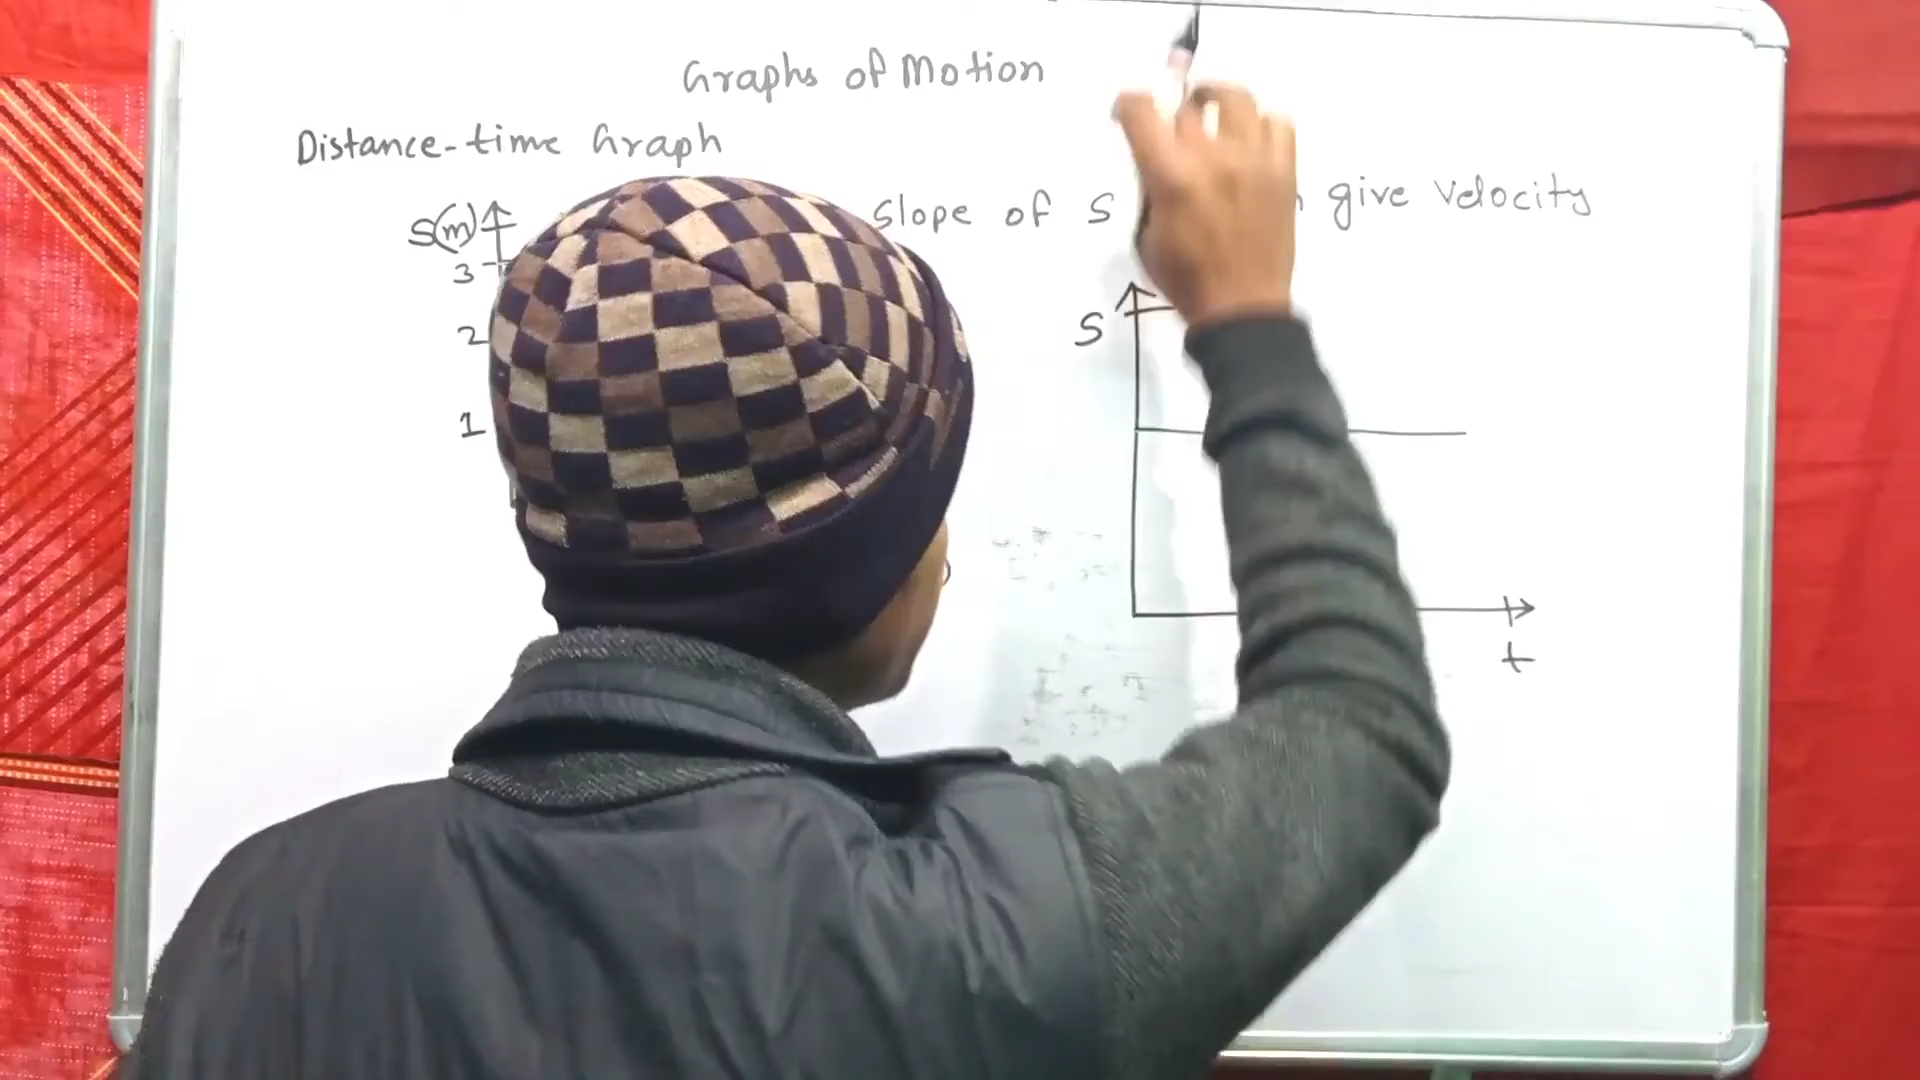 Graphs of Motion
Distance-time Graph
S(m)
Slope of S give Velocity
3
S
2
1
t